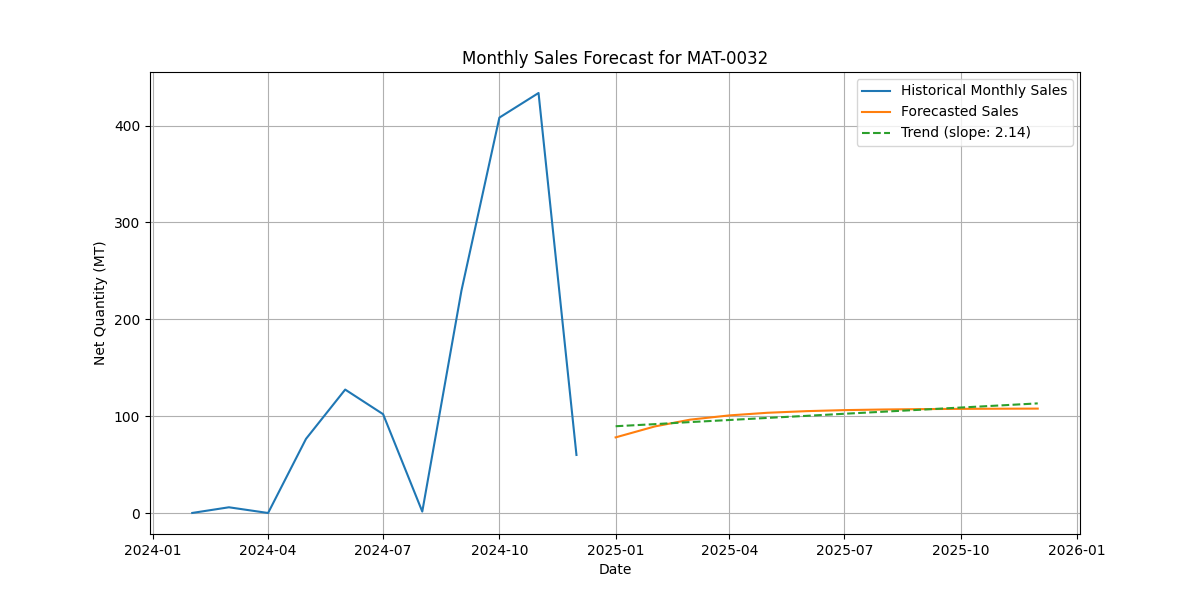 Monthly Sales Forecast for MAT-0032
Historical Monthly Sales
Forecasted Sales
Trend (slope: 2.14)
Net Quantity (MT)
400
300
200
100
0
2024-01 2024-04 2024-07 2024-10 2025-01 2025-04 2025-07 2025-10 2026-01
Date